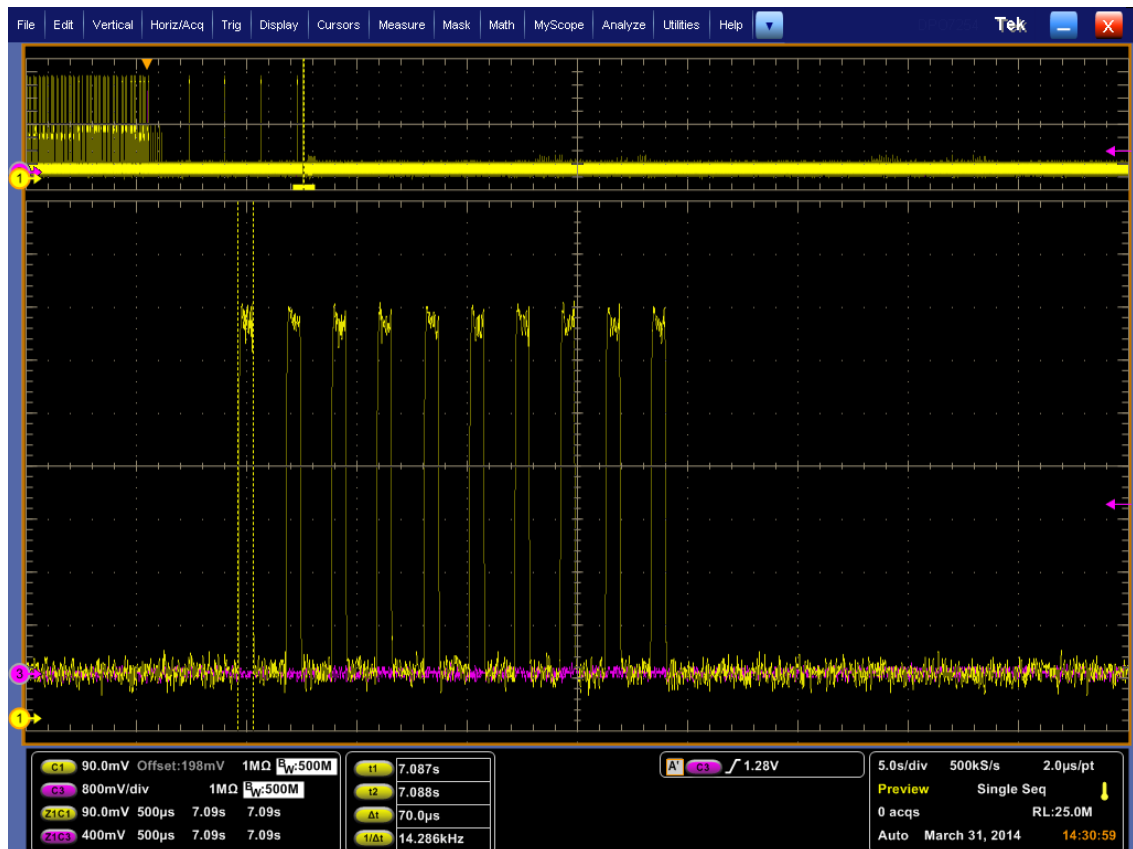 File Edit Vertical Horiz/Acq Trig Display Cursors Measure Mask Math MyScope Analyze Utilities Help Tek X
1
3
1
C1 90.0mV Offset:198mV 1MΩ BW:500M
C3 800mV/div 1MΩ BW:500M
Z1C1 90.0mV 500µs 7.09s 7.09s
Z1C3 400mV 500µs 7.09s 7.09s
t1 7.087s
t2 7.088s
Δt 70.0µs
1/Δt 14.286kHz
A' C3 1.28V
5.0s/div 500kS/s 2.0µs/pt
Preview Single Seq
0 acqs RL:25.0M
Auto March 31, 2014 14:30:59